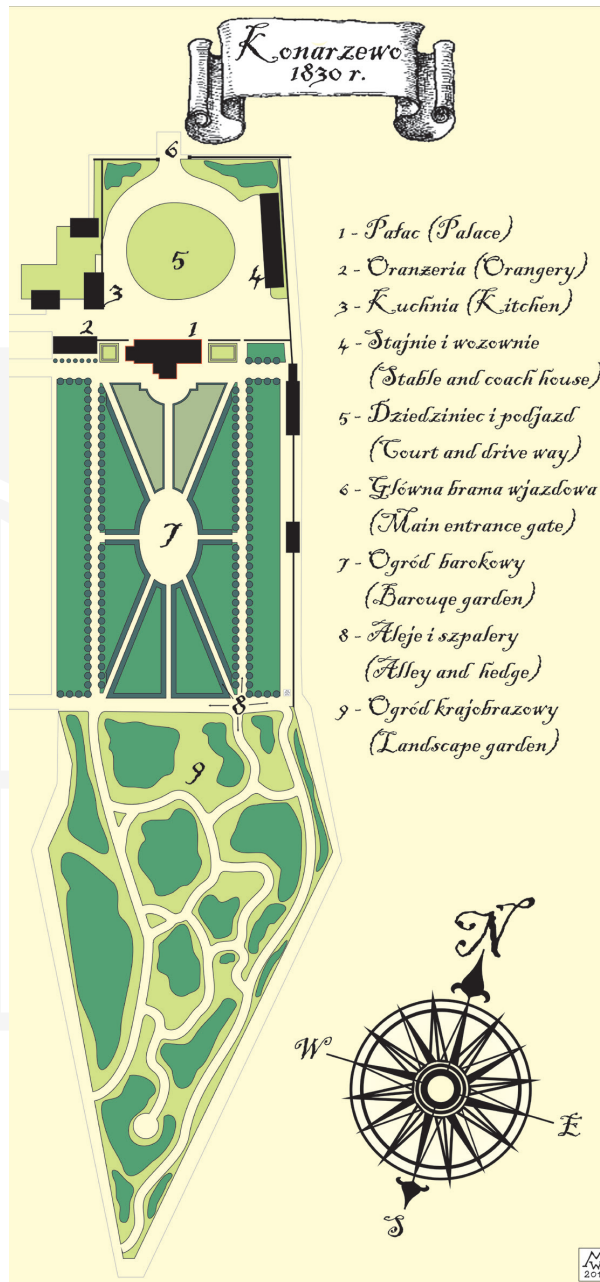 Konarzewo
1830 r.
6
5
4
3
2
1
7
8
9
1 - Pałac (Palace)
2 - Oranżeria (Orangery)
3 - Kuchnia (Kitchen)
4 - Stajnie i wozownie
(Stable and coach house)
5 - Dziedziniec i podjazd
(Court and drive way)
6 - Główna brama wjazdowa
(Main entrance gate)
7 - Ogród barokowy
(Barouqe garden)
8 - Aleje i szpalery
(Alley and hedge)
9 - Ogród krajobrazowy
(Landscape garden)
N
W
E
S